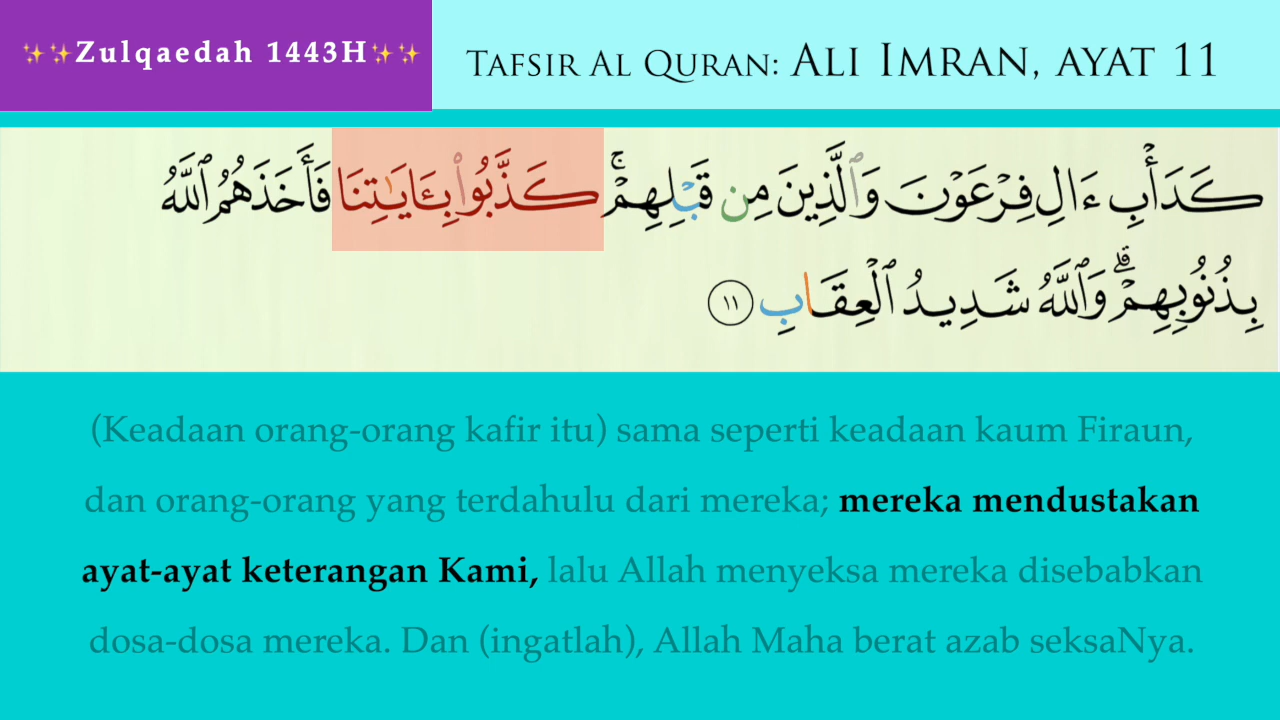 ✨✨Zulqaedah 1443H✨✨
Tafsir Al Quran: Ali Imran, ayat 11
كَدَأْبِ ءَالِ فِرْعَوْنَ وَٱلَّذِينَ مِن قَبْلِهِمْ ۚ كَذَّبُوا۟ بِـَٔايَـٰتِنَا فَأَخَذَهُمُ ٱللَّهُ
بِذُنُوبِهِمْ ۗ وَٱللَّهُ شَدِيدُ ٱلْعِقَابِ ١١
(Keadaan orang-orang kafir itu) sama seperti keadaan kaum Firaun,
dan orang-orang yang terdahulu dari mereka; mereka mendustakan
ayat-ayat keterangan Kami, lalu Allah menyeksa mereka disebabkan
dosa-dosa mereka. Dan (ingatlah), Allah Maha berat azab seksaNya.